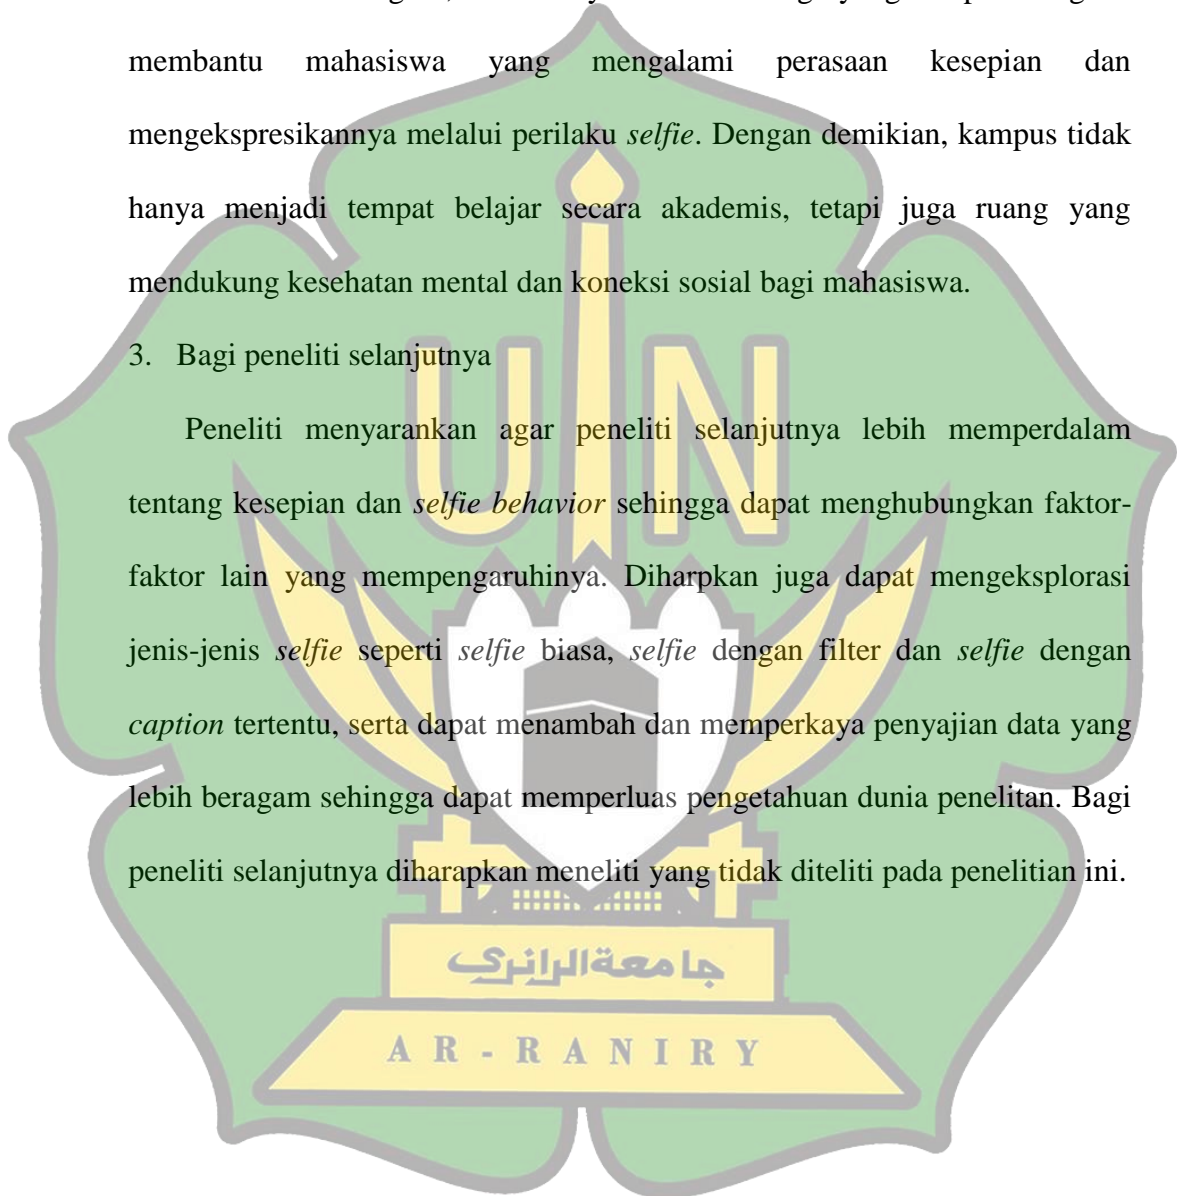 membantu mahasiswa yang mengalami perasaan kesepian dan
mengekspresikannya melalui perilaku selfie. Dengan demikian, kampus tidak
hanya menjadi tempat belajar secara akademis, tetapi juga ruang yang
mendukung kesehatan mental dan koneksi sosial bagi mahasiswa.
3. Bagi peneliti selanjutnya
Peneliti menyarankan agar peneliti selanjutnya lebih memperdalam
tentang kesepian dan selfie behavior sehingga dapat menghubungkan faktor-
faktor lain yang mempengaruhinya. Diharpkan juga dapat mengeksplorasi
jenis-jenis selfie seperti selfie biasa, selfie dengan filter dan selfie dengan
caption tertentu, serta dapat menambah dan memperkaya penyajian data yang
lebih beragam sehingga dapat memperluas pengetahuan dunia penelitan. Bagi
peneliti selanjutnya diharapkan meneliti yang tidak diteliti pada penelitian ini.
UIN
جامعة الرانري
AR-RANIRY